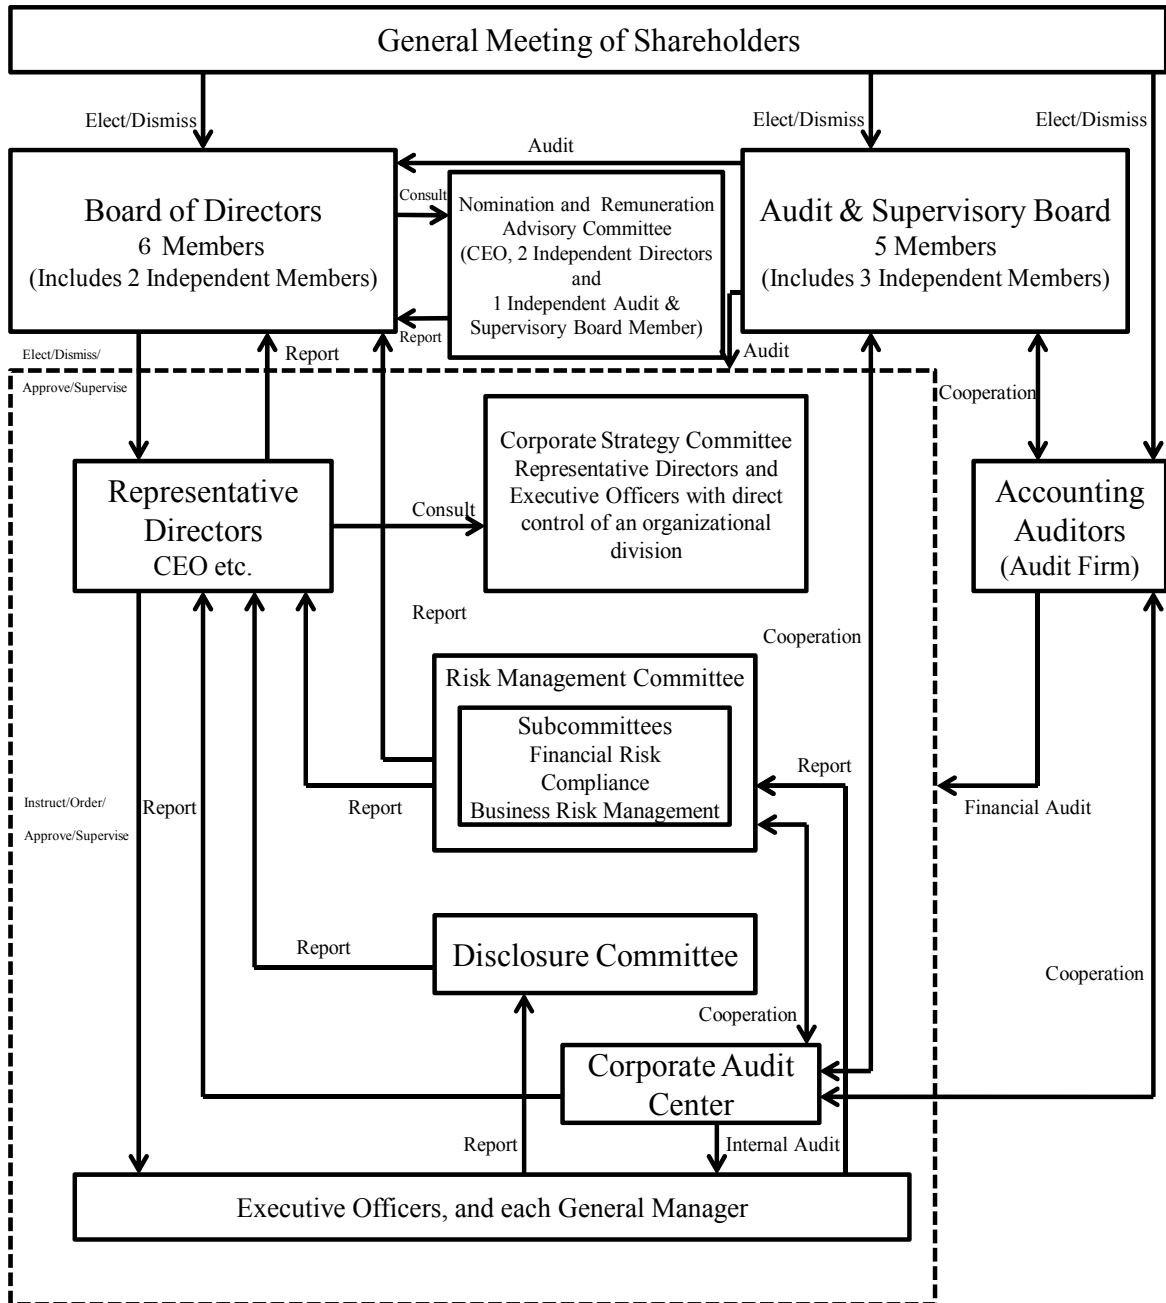 General Meeting of Shareholders
Elect/Dismiss
Elect/Dismiss
Elect/Dismiss
Audit
Board of Directors
６ Members
(Includes 2 Independent Members)
Consult
Report
Nomination and Remuneration
Advisory Committee
(CEO, 2 Independent Directors
and
1 Independent Audit &
Supervisory Board Member)
Audit & Supervisory Board
5 Members
(Includes 3 Independent Members)
Elect/Dismiss/
Approve/Supervise
Report
Audit
Cooperation
Representative
Directors
CEO etc.
Consult
Corporate Strategy Committee
Representative Directors and
Executive Officers with direct
control of an organizational
division
Accounting
Auditors
(Audit Firm)
Report
Cooperation
Risk Management Committee
Subcommittees
Financial Risk
Compliance
Business Risk Management
Report
Instruct/Order/
Approve/Supervise
Report
Report
Financial Audit
Report
Disclosure Committee
Cooperation
Cooperation
Corporate Audit
Center
Report
Internal Audit
Executive Officers, and each General Manager